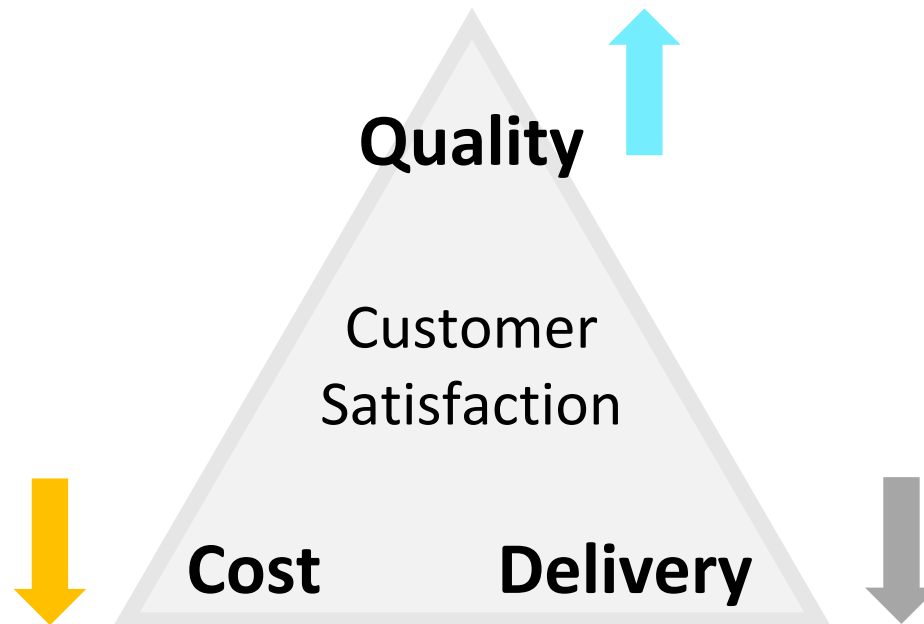 Quality
Customer
Satisfaction
Cost
Delivery